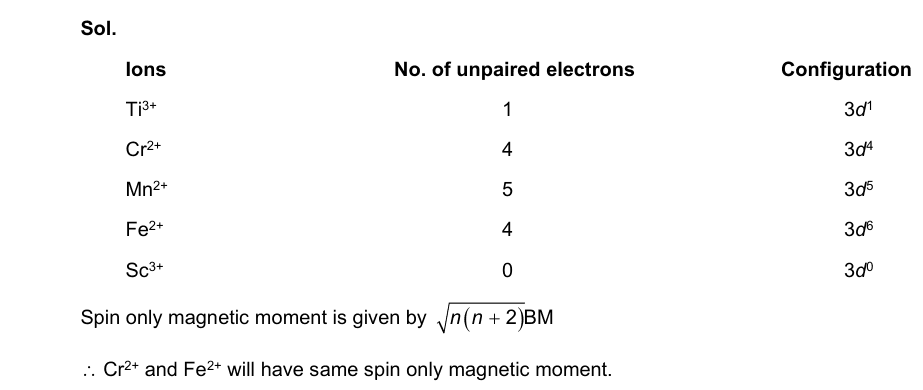 Sol.
Ions No. of unpaired electrons Configuration
Ti³⁺ 1 3d¹
Cr²⁺ 4 3d⁴
Mn²⁺ 5 3d⁵
Fe²⁺ 4 3d⁶
Sc³⁺ 0 3d⁰
Spin only magnetic moment is given by √n(n + 2)BM
∴ Cr²⁺ and Fe²⁺ will have same spin only magnetic moment.